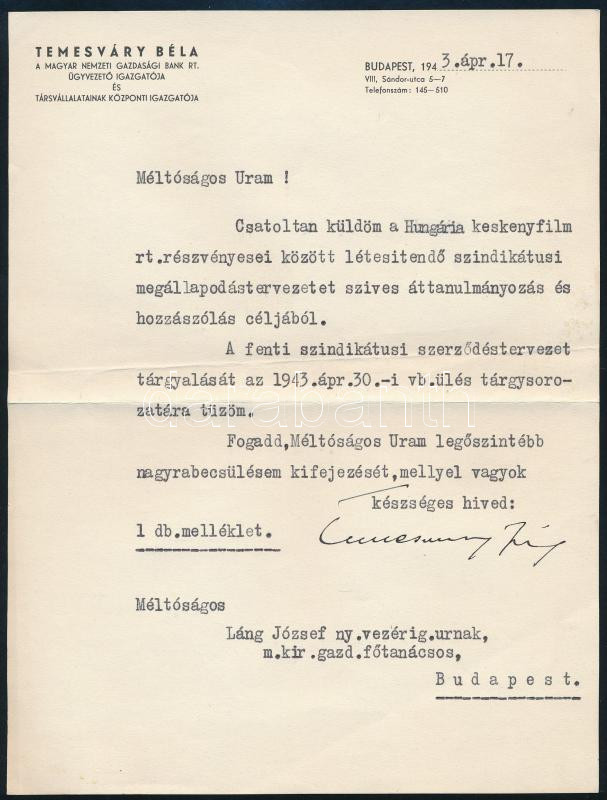 TEMESVÁRY BÉLA
A MAGYAR NEMZETI GAZDASÁGI BANK RT.
ÜGYVEZETŐ IGAZGATÓJA
ÉS
TÁRSVÁLLALATAINAK KÖZPONTI IGAZGATÓJA
BUDAPEST, 1943.ápr.17.
VIII, Sándor-utca 5—7
Telefonszám: 145—510
Méltóságos Uram !
Csatoltan küldöm a Hungária keskenyfilm
rt.részvényesei között létesitendő szindikátusi
megállapodástervezetet szives áttanulmányozás és
hozzászólás céljából.
A fenti szindikátusi szerződéstervezet
tárgyalását az 1943.ápr.30.-i vb.ülés tárgysoro-
zatára tüzöm.
darabanth
Fogadd,Méltóságos Uram legőszintébb
nagyrabecsülésem kifejezését,mellyel vagyok
készséges hived:
1 db.melléklet.
Temesváry Béla
Méltóságos
Láng József ny.vezérig.urnak,
m.kir.gazd.főtanácsos,
Budapest.